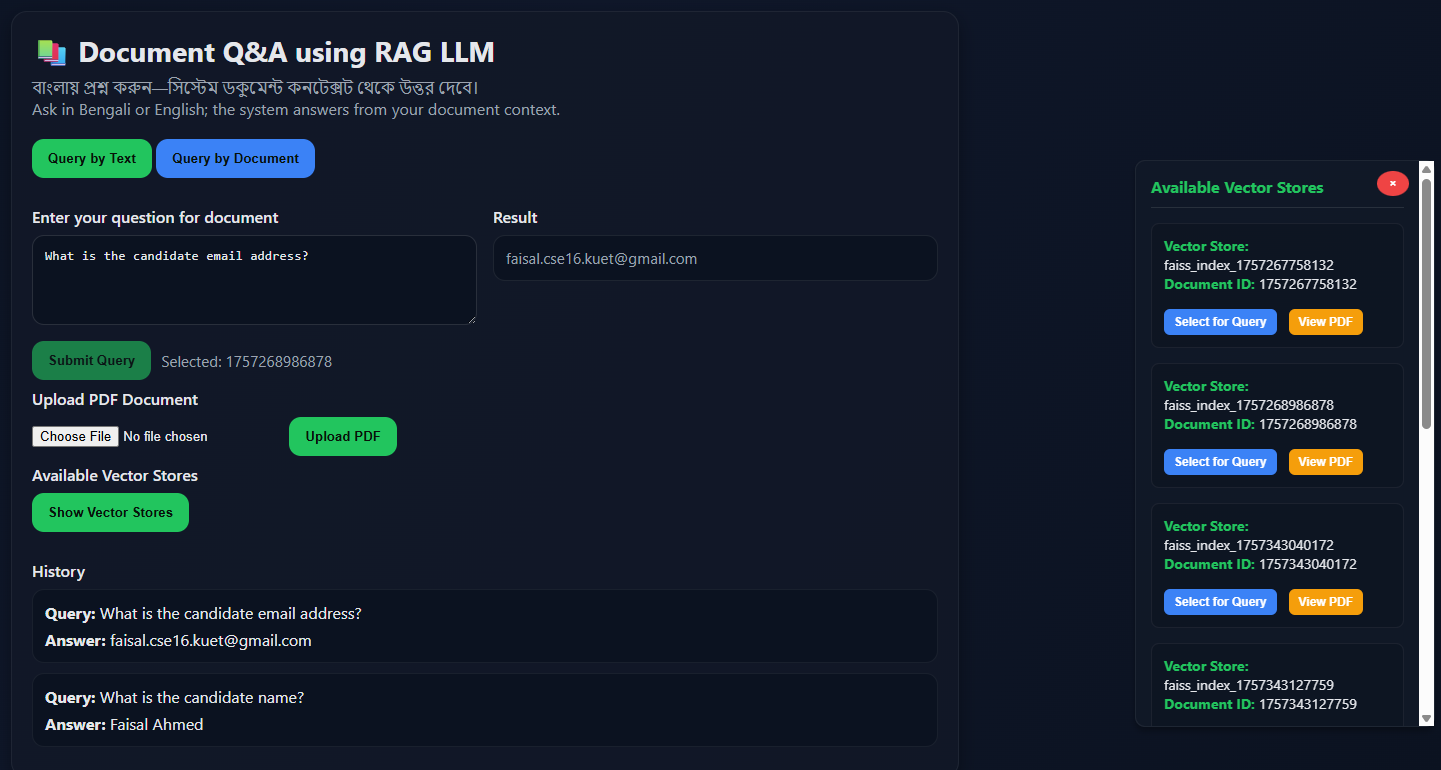 Document Q&A using RAG LLM
বাংলায় প্রশ্ন করুন—সিস্টেম ডকুমেন্ট কনটেক্সট থেকে উত্তর দেবে।
Ask in Bengali or English; the system answers from your document context.
Query by Text
Query by Document
Enter your question for document
What is the candidate email address?
Result
faisal.cse16.kuet@gmail.com
Submit Query
Selected: 1757268986878
Upload PDF Document
Choose File No file chosen
Upload PDF
Available Vector Stores
Show Vector Stores
History
Query: What is the candidate email address?
Answer: faisal.cse16.kuet@gmail.com
Query: What is the candidate name?
Answer: Faisal Ahmed
Available Vector Stores
×
Vector Store:
faiss_index_1757267758132
Document ID: 1757267758132
Select for Query
View PDF
Vector Store:
faiss_index_1757268986878
Document ID: 1757268986878
Select for Query
View PDF
Vector Store:
faiss_index_1757343040172
Document ID: 1757343040172
Select for Query
View PDF
Vector Store:
faiss_index_1757343127759
Document ID: 1757343127759